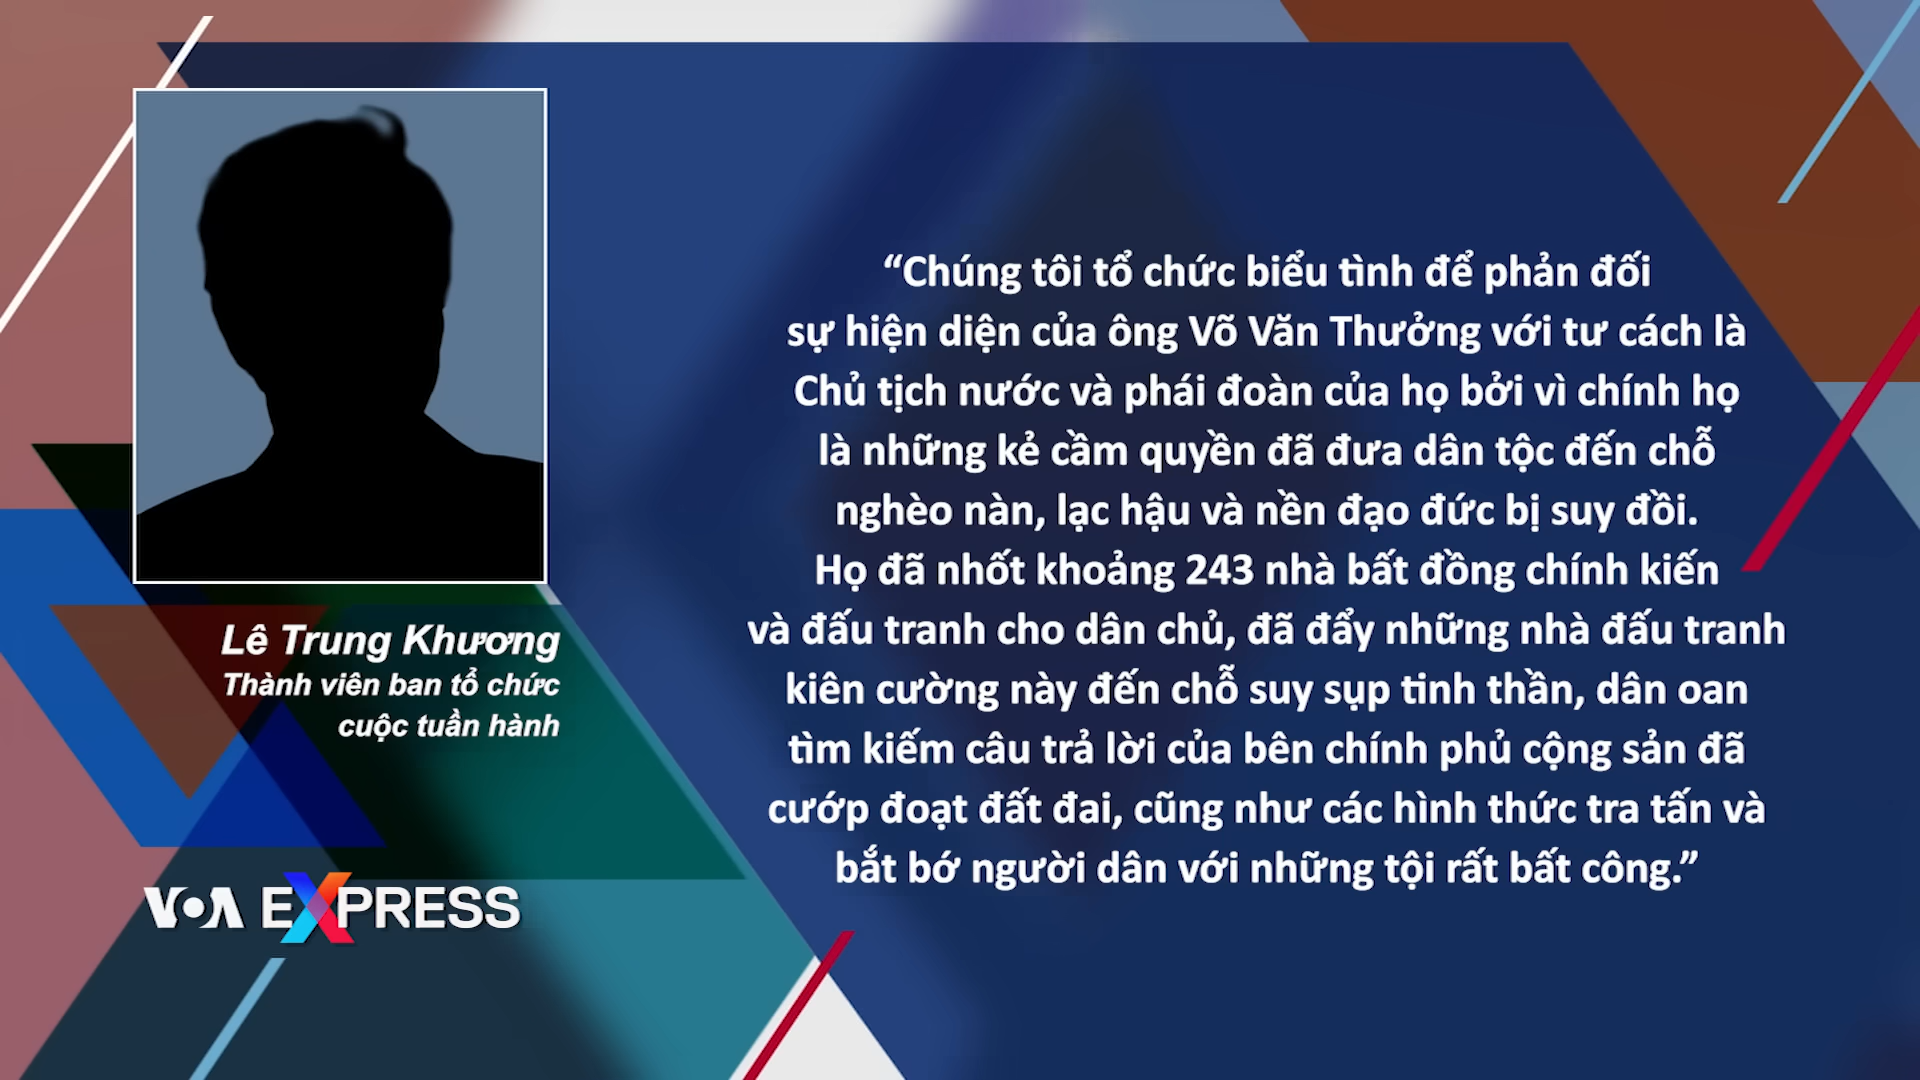 “Chúng tôi tổ chức biểu tình để phản đối
sự hiện diện của ông Võ Văn Thưởng với tư cách là
Chủ tịch nước và phái đoàn của họ bởi vì chính họ
là những kẻ cầm quyền đã đưa dân tộc đến chỗ
nghèo nàn, lạc hậu và nền đạo đức bị suy đồi.
Họ đã nhốt khoảng 243 nhà bất đồng chính kiến
và đấu tranh cho dân chủ, đã đẩy những nhà đấu tranh
kiên cường này đến chỗ suy sụp tinh thần, dân oan
tìm kiếm câu trả lời của bên chính phủ cộng sản đã
cướp đoạt đất đai, cũng như các hình thức tra tấn và
bắt bớ người dân với những tội rất bất công.”
Lê Trung Khương
Thành viên ban tổ chức
cuộc tuần hành
VOA EXPRESS